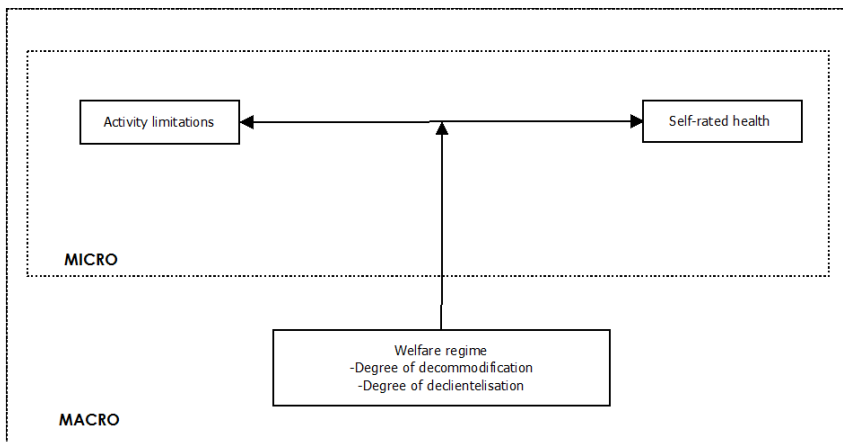 Activity limitations
Self-rated health
MICRO
Welfare regime
-Degree of decommodification
-Degree of declientelisation
MACRO